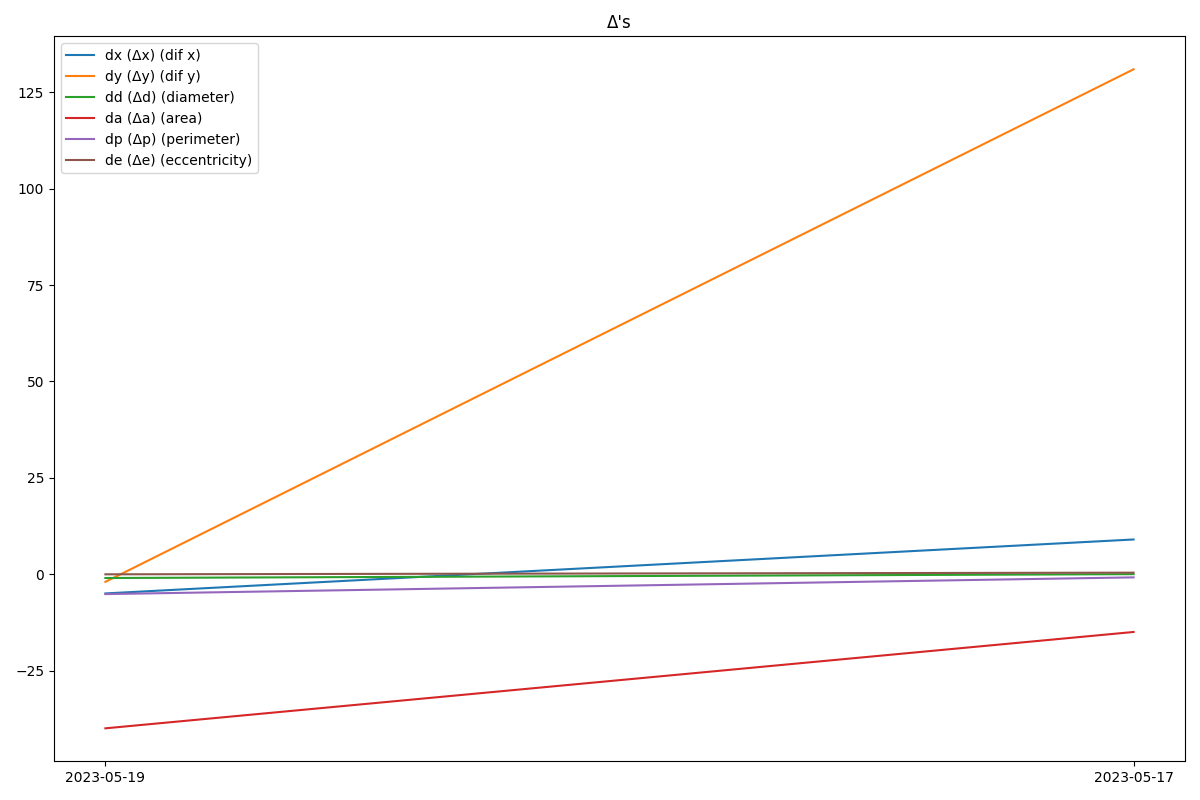 Δ's
dx (Δx) (dif x)
dy (Δy) (dif y)
dd (Δd) (diameter)
da (Δa) (area)
dp (Δp) (perimeter)
de (Δe) (eccentricity)
125
100
75
50
25
0
−25
2023-05-19 2023-05-17